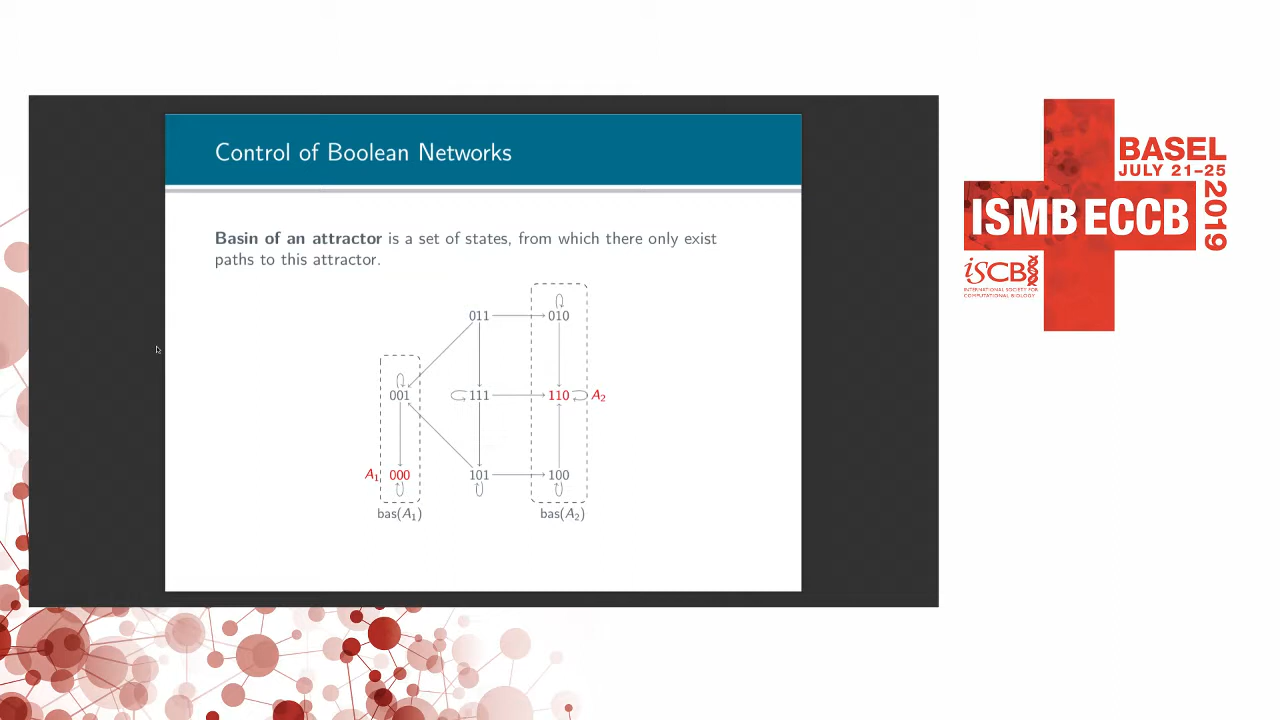 Control of Boolean Networks
Basin of an attractor is a set of states, from which there only exist
paths to this attractor.
011
010
001
111
110
A2
A1
000
101
100
bas(A1)
bas(A2)
BASEL
JULY 21–25
2019
ISMB ECCB
ISCB
INTERNATIONAL SOCIETY FOR
COMPUTATIONAL BIOLOGY